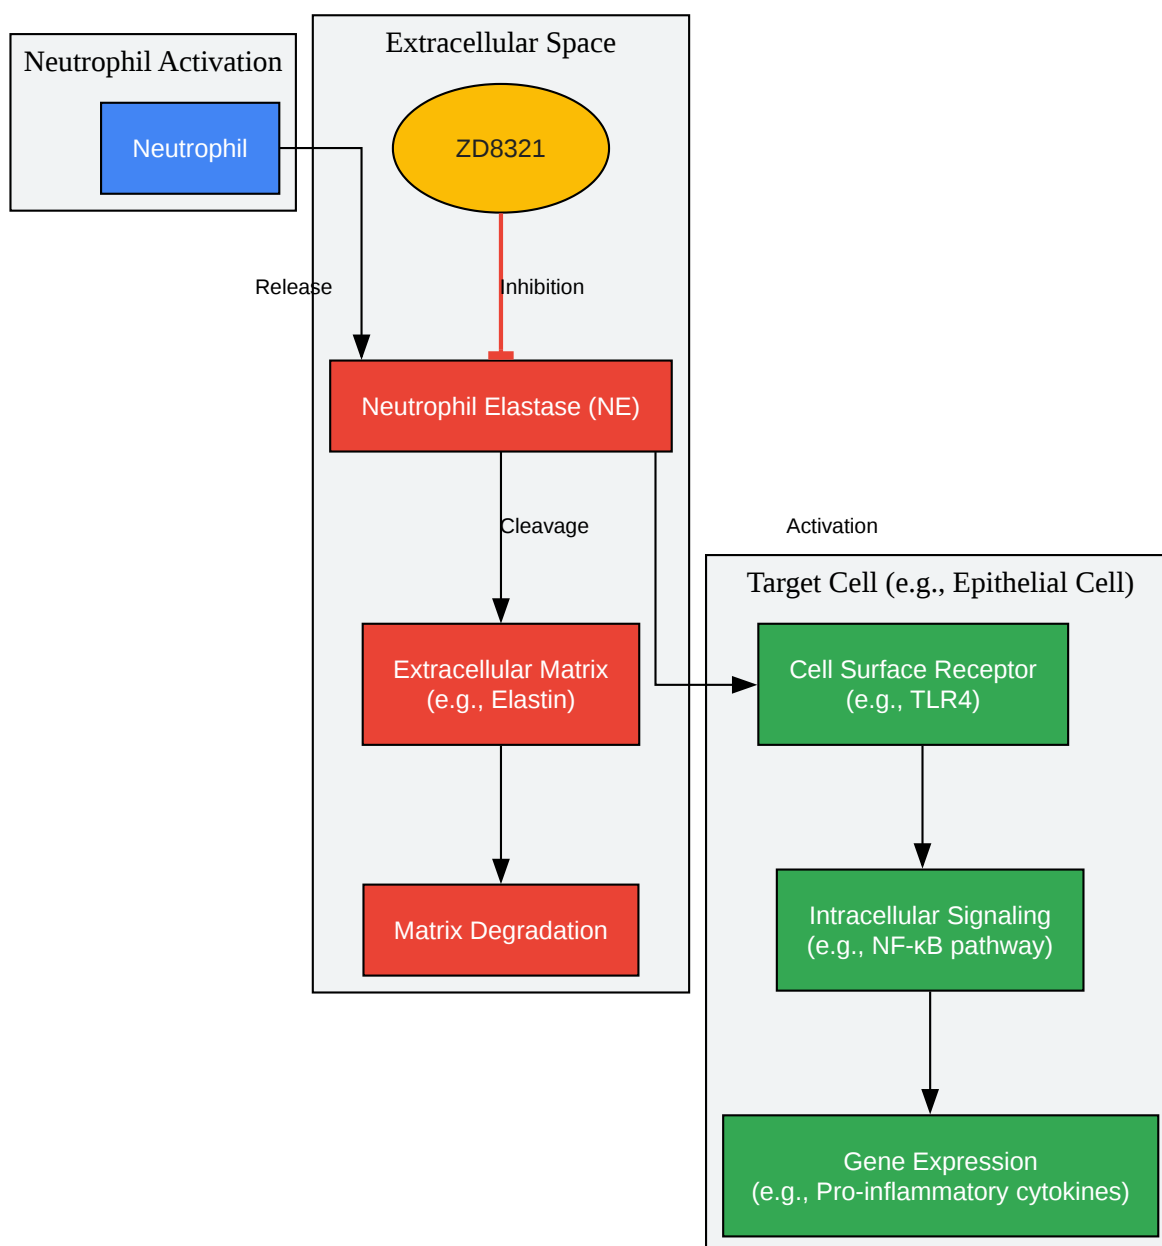 Neutrophil Activation
Neutrophil
Extracellular Space
ZD8321
Release
Inhibition
Neutrophil Elastase (NE)
Cleavage
Activation
Extracellular Matrix
(e.g., Elastin)
Matrix Degradation
Target Cell (e.g., Epithelial Cell)
Cell Surface Receptor
(e.g., TLR4)
Intracellular Signaling
(e.g., NF-κB pathway)
Gene Expression
(e.g., Pro-inflammatory cytokines)